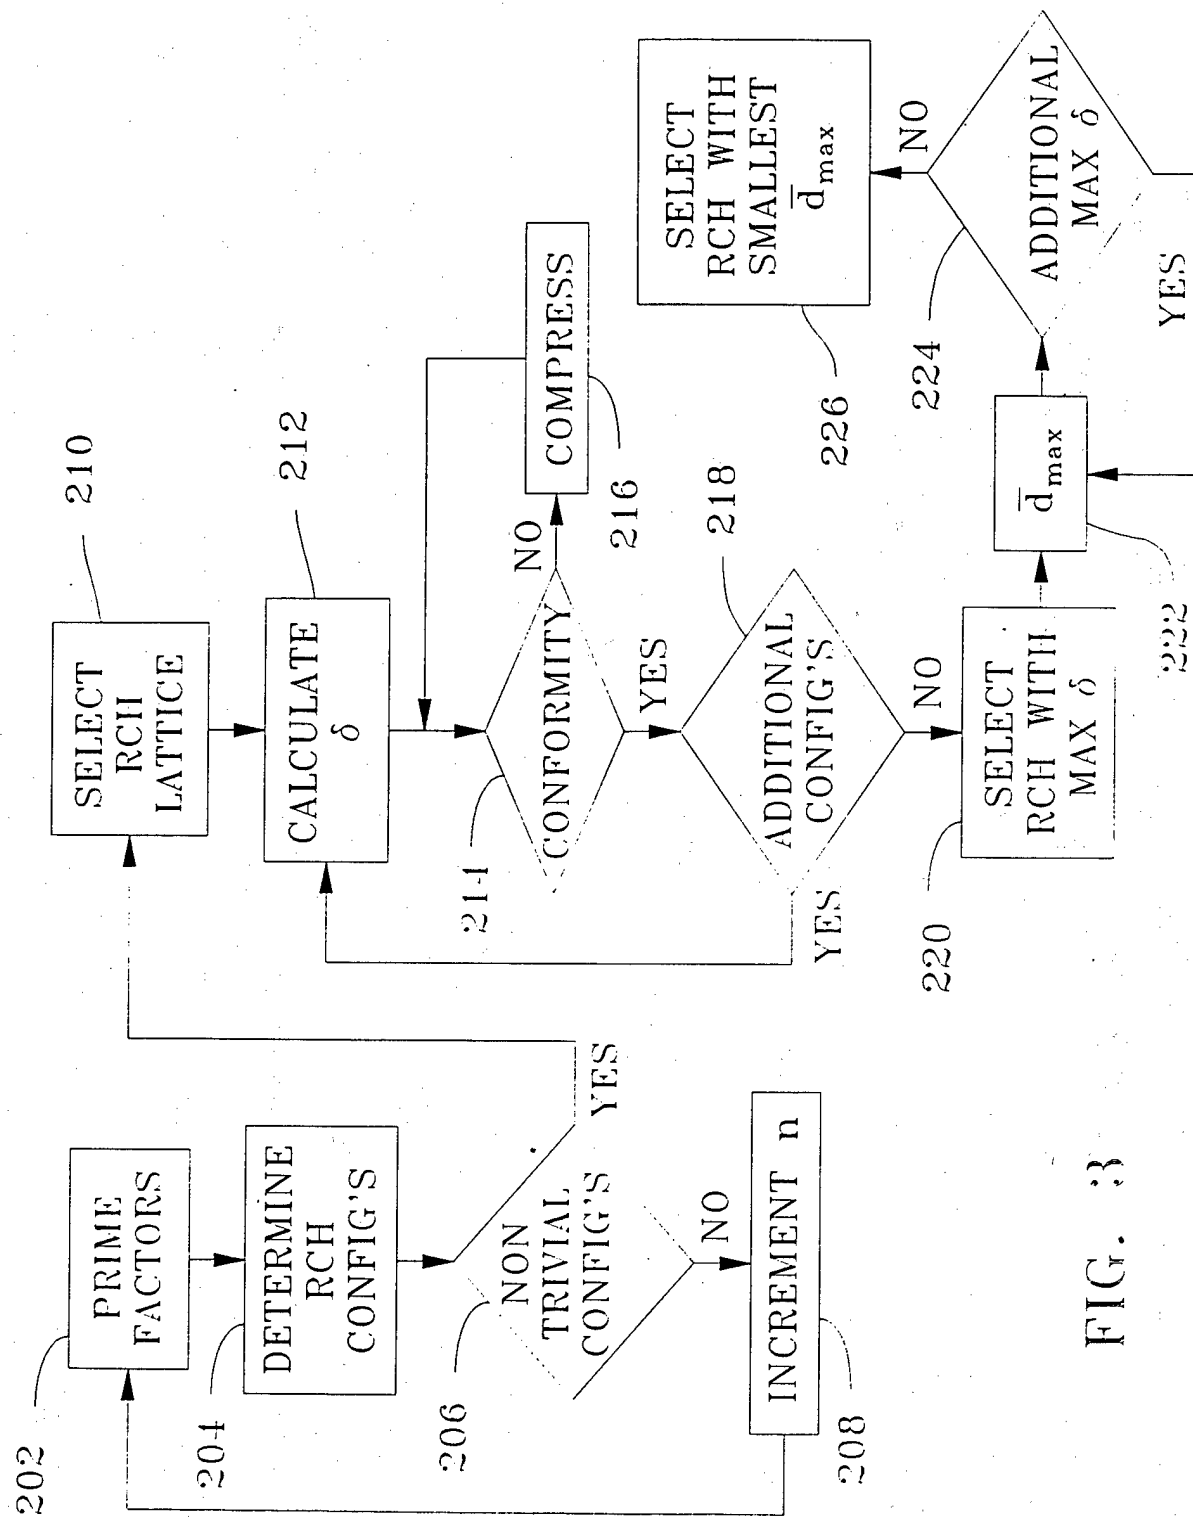 202
PRIME
FACTORS
204
DETERMINE
RCH
CONFIG'S
206
NON
TRIVIAL
CONFIG'S
YES
NO
INCREMENT n
208
210
SELECT
RCH
LATTICE
212
CALCULATE
δ
214
CONFORMITY
NO
COMPRESS
216
YES
218
ADDITIONAL
CONFIG'S
YES
NO
220
SELECT
RCH WITH
MAX δ
222
d̅max
224
ADDITIONAL
MAX δ
YES
NO
226
SELECT
RCH WITH
SMALLEST
d̅max
FIG. 3